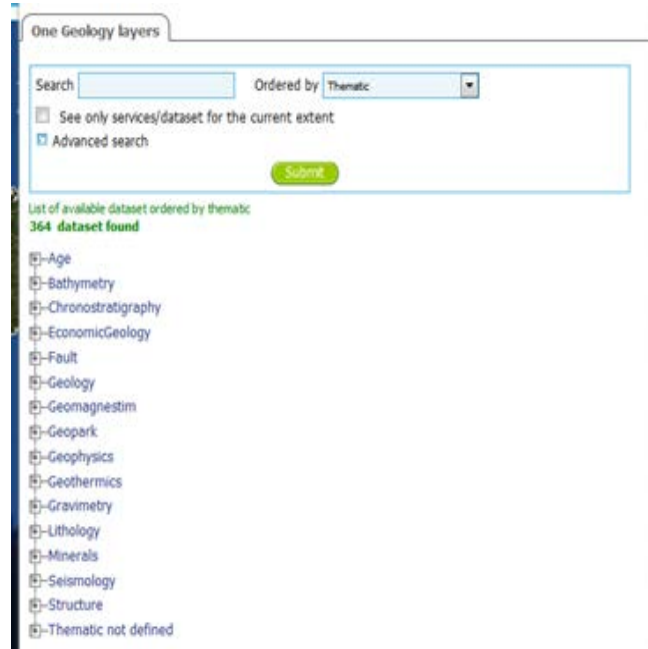 One Geology layers
Search Ordered by Thematic
See only services/dataset for the current extent
Advanced search
Submit
List of available dataset ordered by thematic
364 dataset found
Age
Bathymetry
Chronostratigraphy
EconomicGeology
Fault
Geology
Geomagnestim
Geopark
Geophysics
Geothermics
Gravimetry
Lithology
Minerals
Seismology
Structure
Thematic not defined